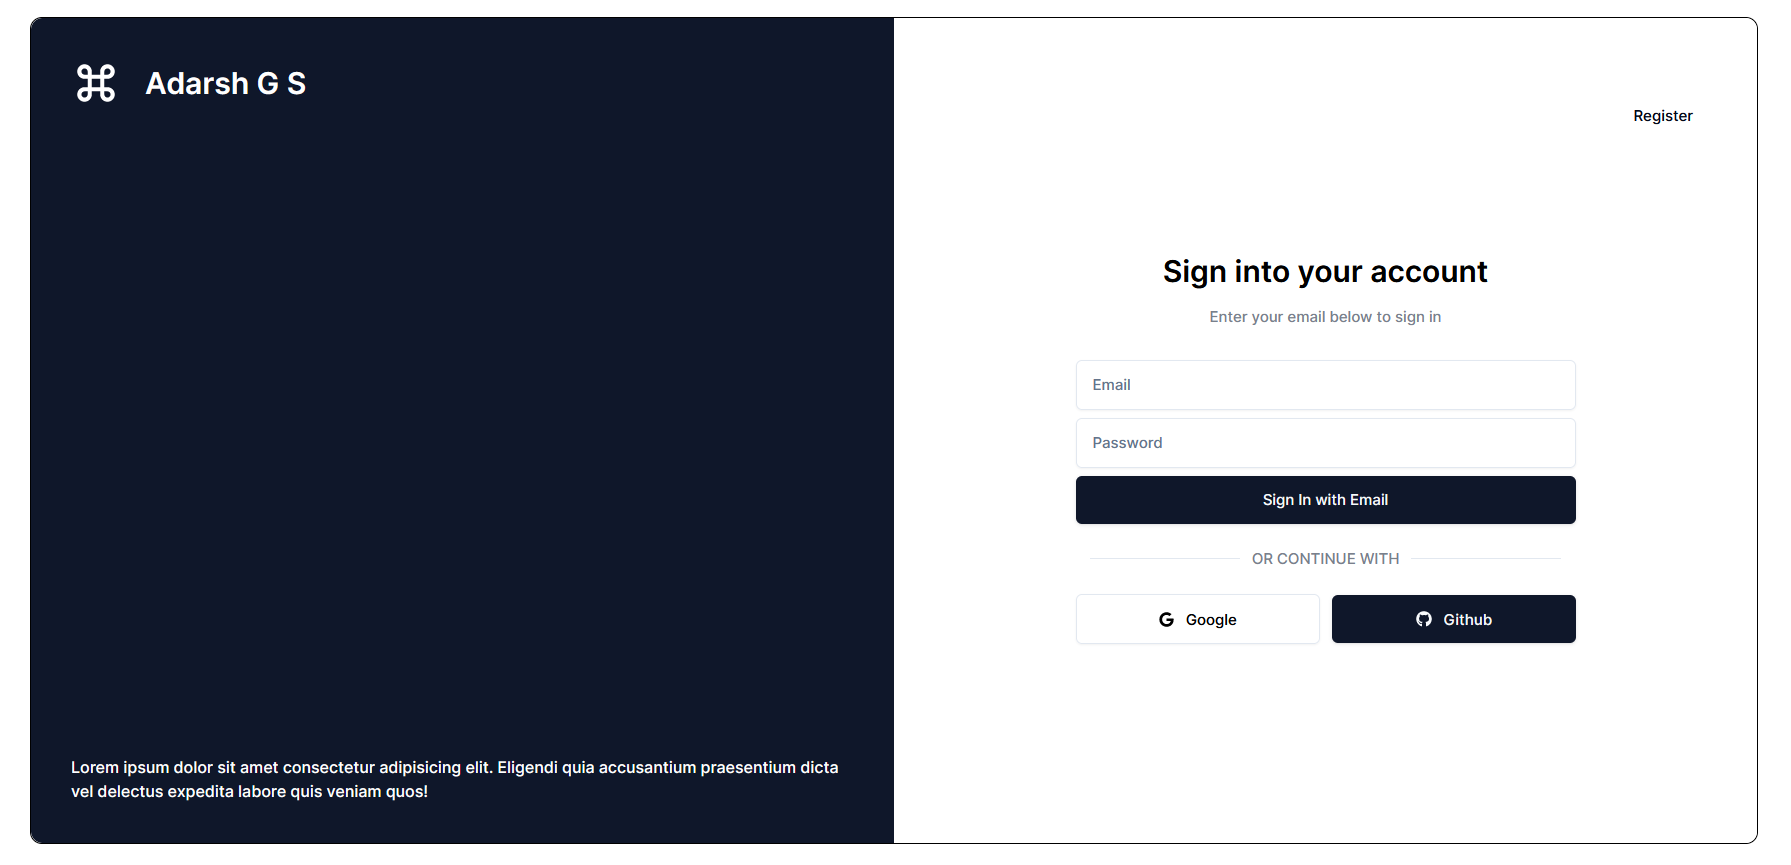 Adarsh G S
Lorem ipsum dolor sit amet consectetur adipisicing elit. Eligendi quia accusantium praesentium dicta
vel delectus expedita labore quis veniam quos!
Register
Sign into your account
Enter your email below to sign in
Email
Password
Sign In with Email
OR CONTINUE WITH
Google
Github